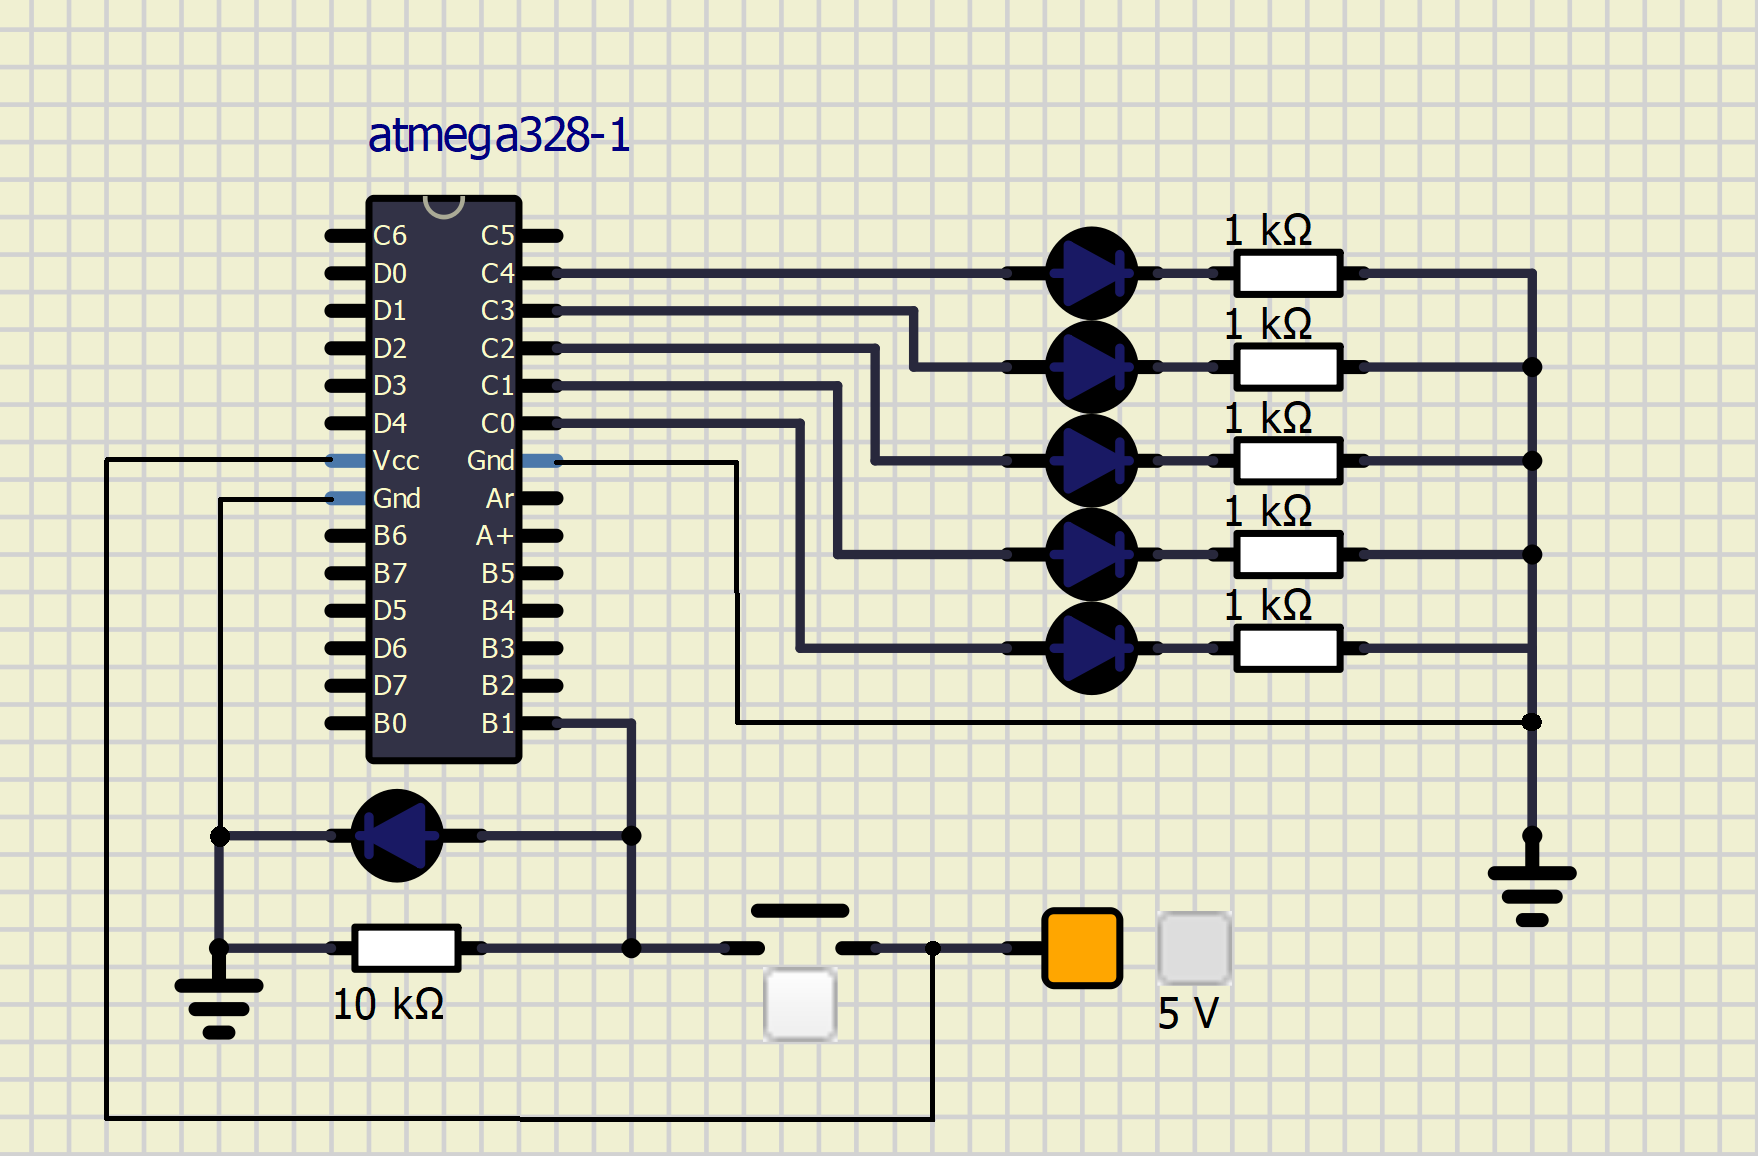 atmega328-1
C6 C5
D0 C4
D1 C3
D2 C2
D3 C1
D4 C0
Vcc Gnd
Gnd Ar
B6 A+
B7 B5
D5 B4
D6 B3
D7 B2
B0 B1
1 kΩ
1 kΩ
1 kΩ
1 kΩ
1 kΩ
10 kΩ
5 V